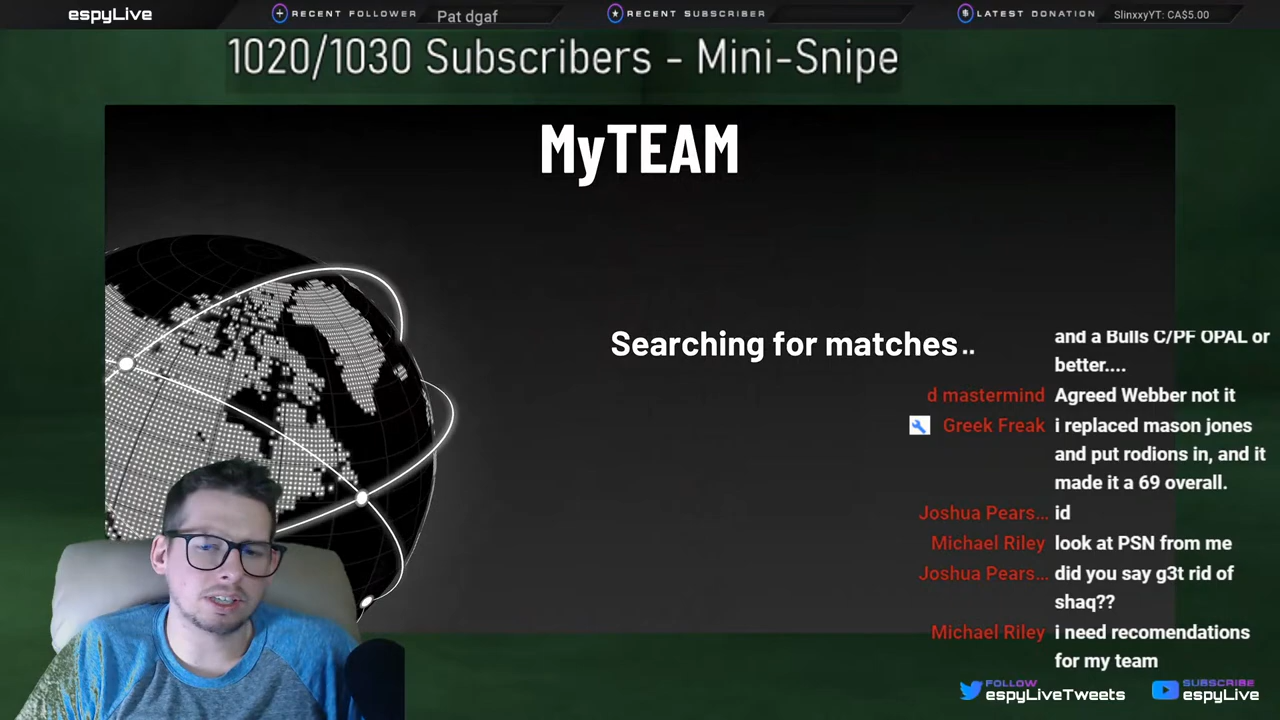 espyLive
RECENT FOLLOWER
Pat dgaf
RECENT SUBSCRIBER
LATEST DONATION
SlinxxyYT: CA$5.00
1020/1030 Subscribers - Mini-Snipe
MyTEAM
Searching for matches..
and a Bulls C/PF OPAL or
better....
d mastermind Agreed Webber not it
Greek Freak i replaced mason jones
and put rodions in, and it
made it a 69 overall.
Joshua Pears... id
Michael Riley look at PSN from me
Joshua Pears... did you say g3t rid of
shaq??
Michael Riley i need recomendations
for my team
FOLLOW
espyLiveTweets
SUBSCRIBE
espyLive